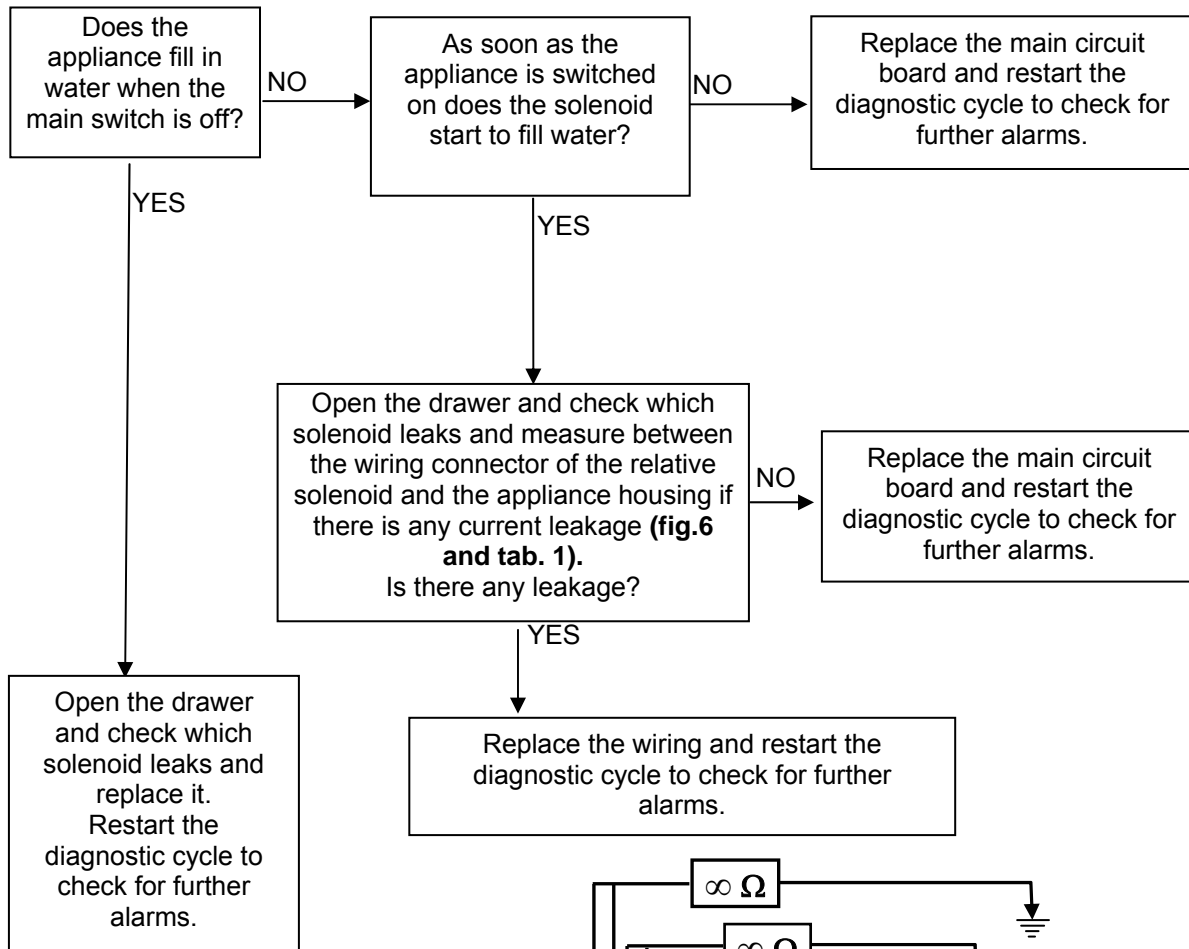 Does the
appliance fill in
water when the
main switch is off?
NO
As soon as the
appliance is switched
on does the solenoid
start to fill water?
NO
Replace the main circuit
board and restart the
diagnostic cycle to check for
further alarms.
YES
YES
Open the drawer and check which
solenoid leaks and measure between
the wiring connector of the relative
solenoid and the appliance housing if
there is any current leakage (fig.6
and tab. 1).
Is there any leakage?
NO
Replace the main circuit
board and restart the
diagnostic cycle to check for
further alarms.
YES
Open the drawer
and check which
solenoid leaks and
replace it.
Restart the
diagnostic cycle to
check for further
alarms.
Replace the wiring and restart the
diagnostic cycle to check for further
alarms.
∞ Ω
∞ Ω